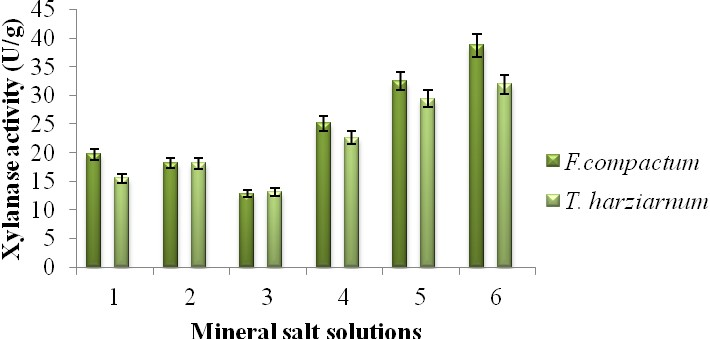 Xylanase activity (U/g)
45
40
35
30
25
20
15
10
5
0
1 2 3 4 5 6
Mineral salt solutions
F.compactum
T. harziarnum